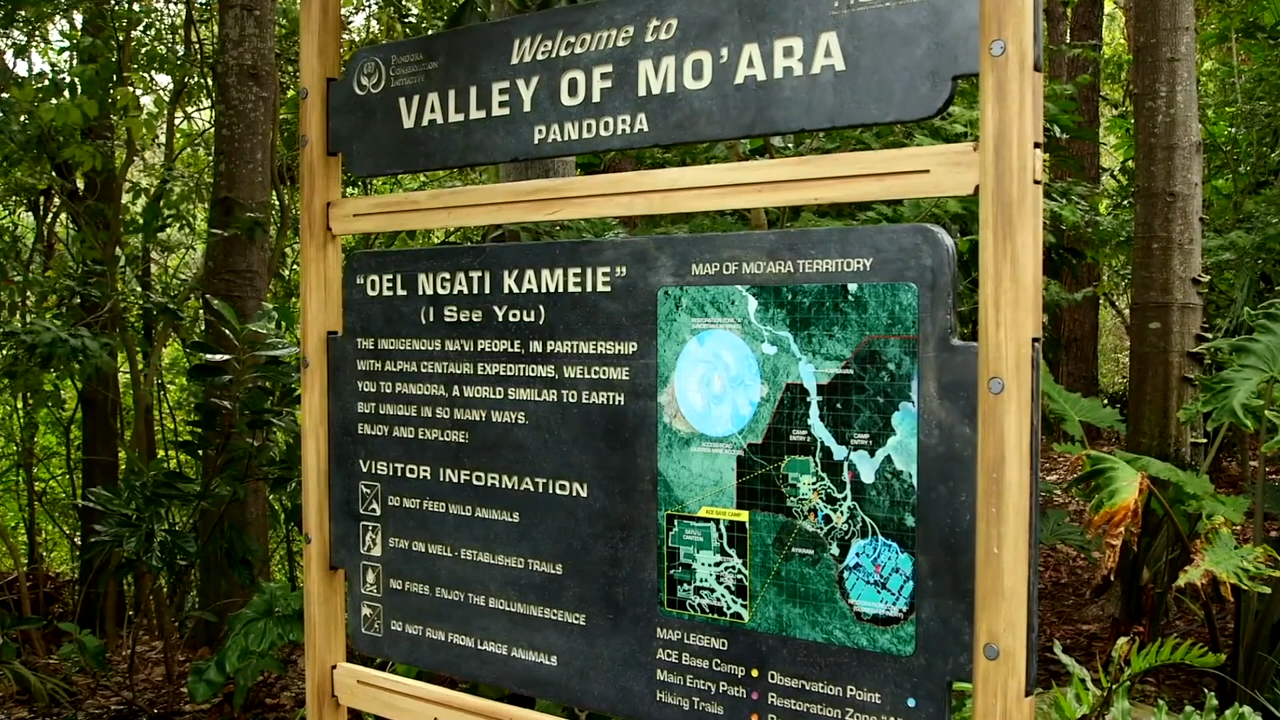 PANDORA
CONSERVATION
INITIATIVE
Welcome to
VALLEY OF MO'ARA
PANDORA
"OEL NGATI KAMEIE"
(I See You)
THE INDIGENOUS NA'VI PEOPLE, IN PARTNERSHIP
WITH ALPHA CENTAURI EXPEDITIONS, WELCOME
YOU TO PANDORA, A WORLD SIMILAR TO EARTH
BUT UNIQUE IN SO MANY WAYS.
ENJOY AND EXPLORE!
VISITOR INFORMATION
DO NOT FEED WILD ANIMALS
STAY ON WELL-ESTABLISHED TRAILS
NO FIRES, ENJOY THE BIOLUMINESCENCE
DO NOT RUN FROM LARGE ANIMALS
MAP OF MO'ARA TERRITORY
CAMP
ENTRY 2
CAMP
ENTRY 1
ACE BASE CAMP
CANTEEN
MAP LEGEND
ACE Base Camp
Main Entry Path
Hiking Trails
Observation Point
Restoration Zone